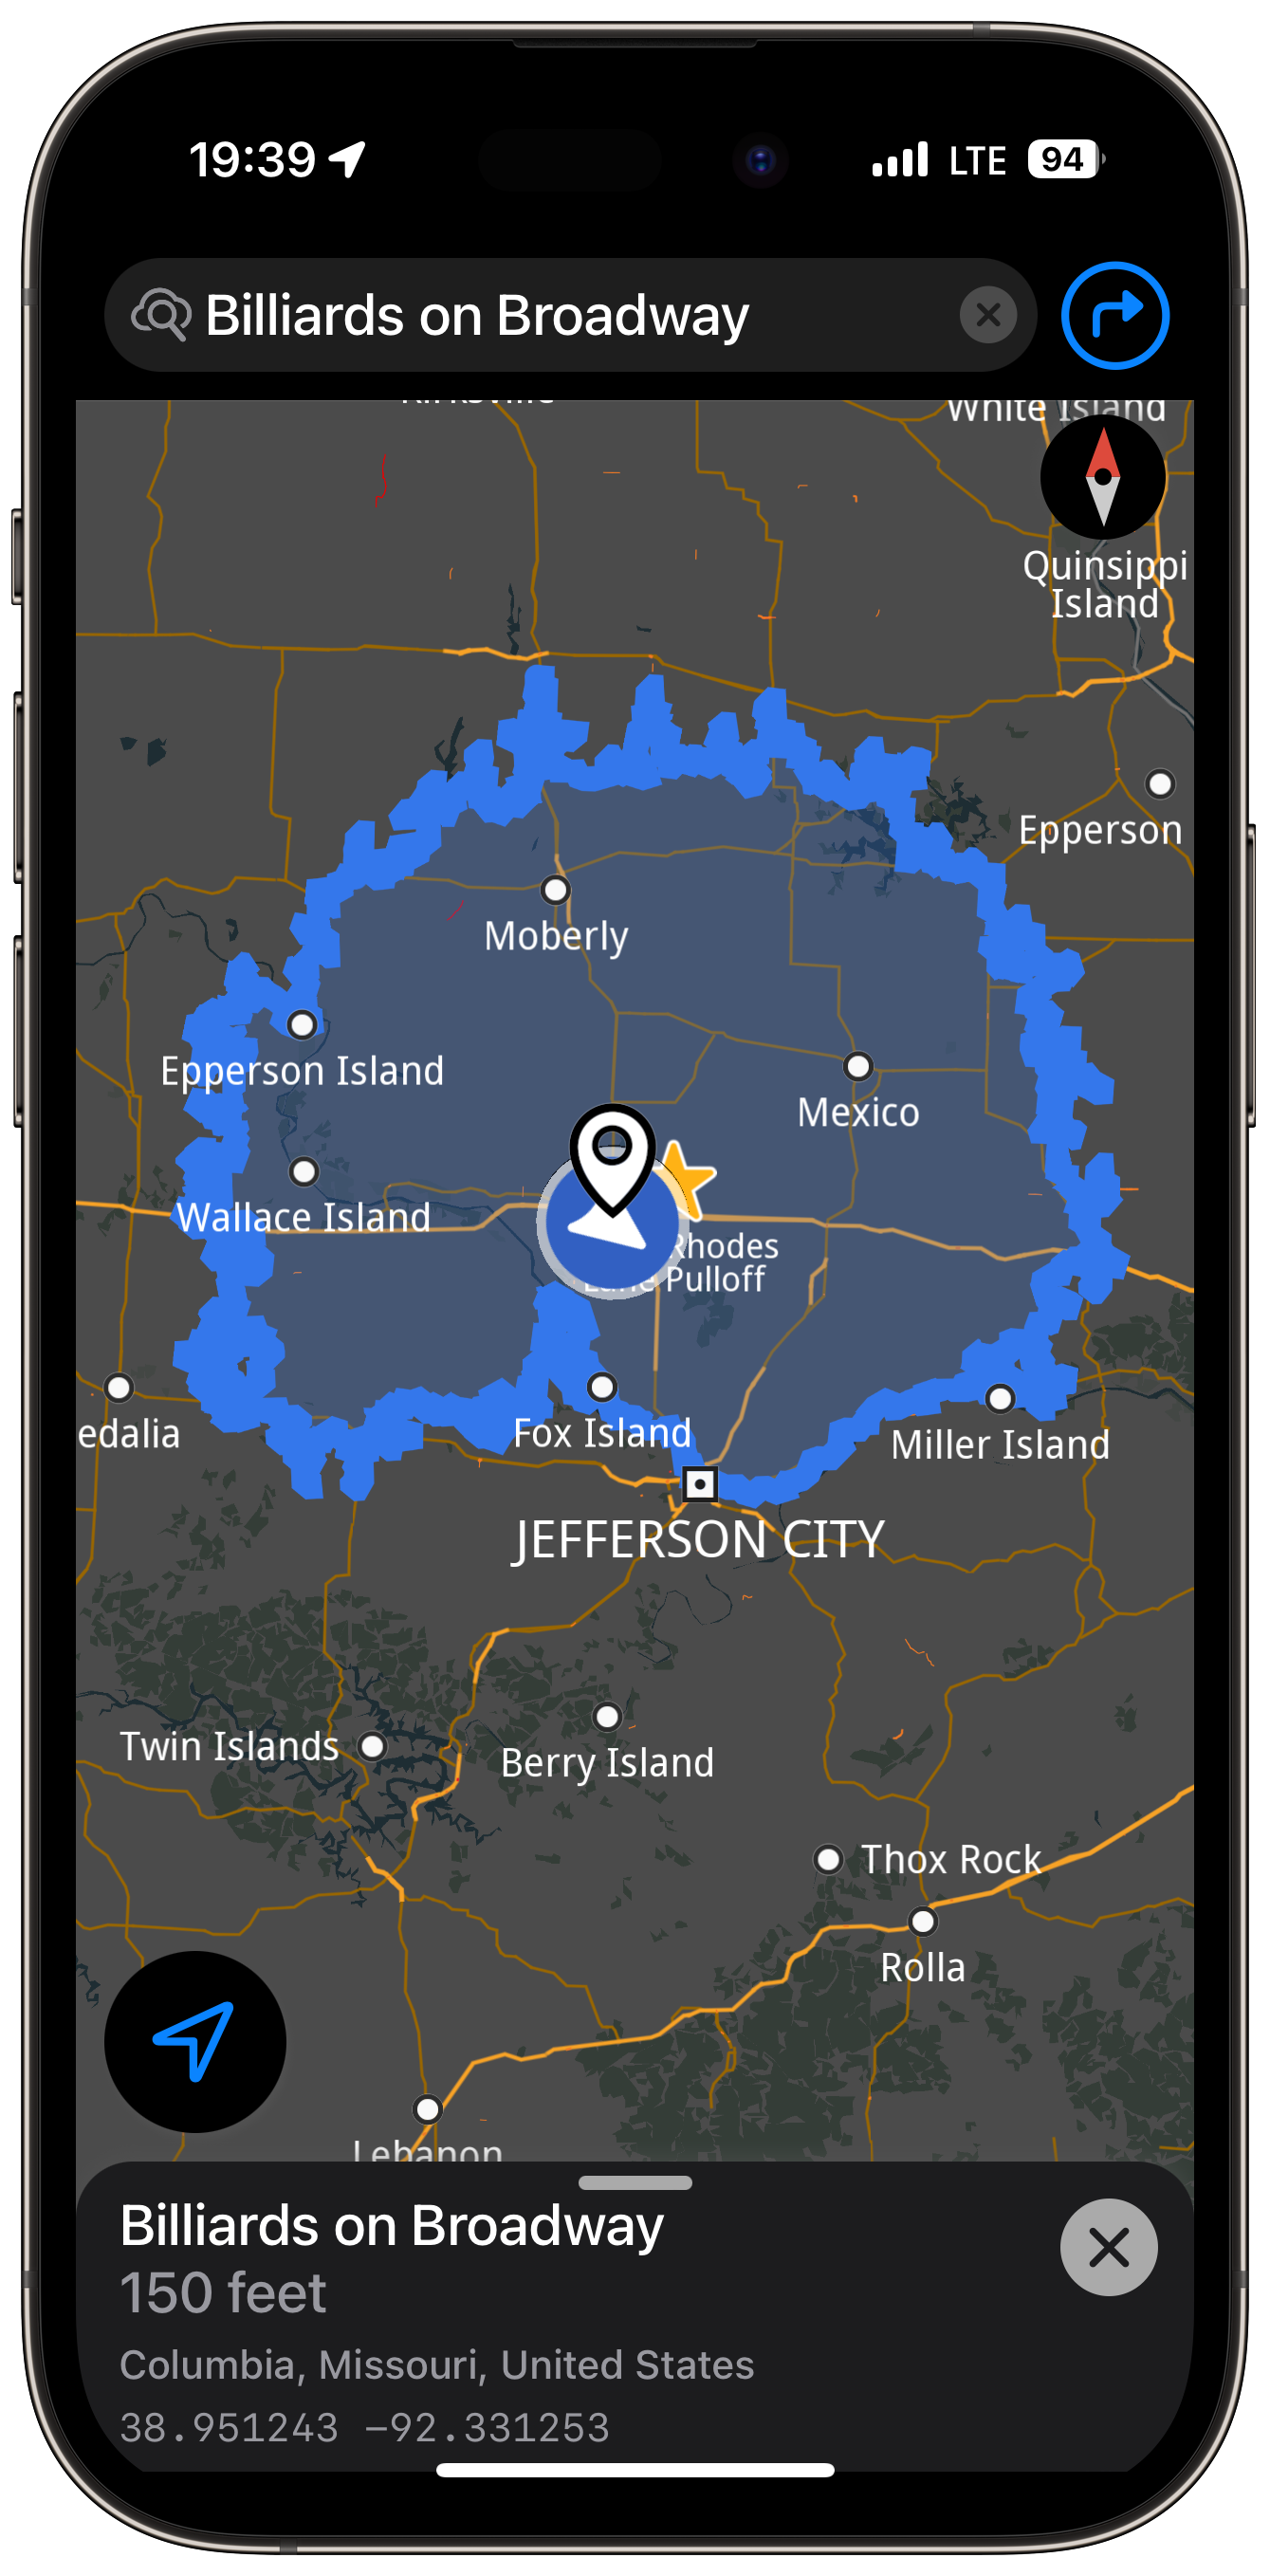 19:39
LTE 94
Billiards on Broadway
Kirksville
White Island
Quinsippi
Island
Epperson
Moberly
Epperson Island
Mexico
Wallace Island
Rhodes
Pulloff
edalia
Fox Island
Miller Island
JEFFERSON CITY
Twin Islands
Berry Island
Thox Rock
Rolla
Lebanon
Billiards on Broadway
150 feet
Columbia, Missouri, United States
38.951243 −92.331253